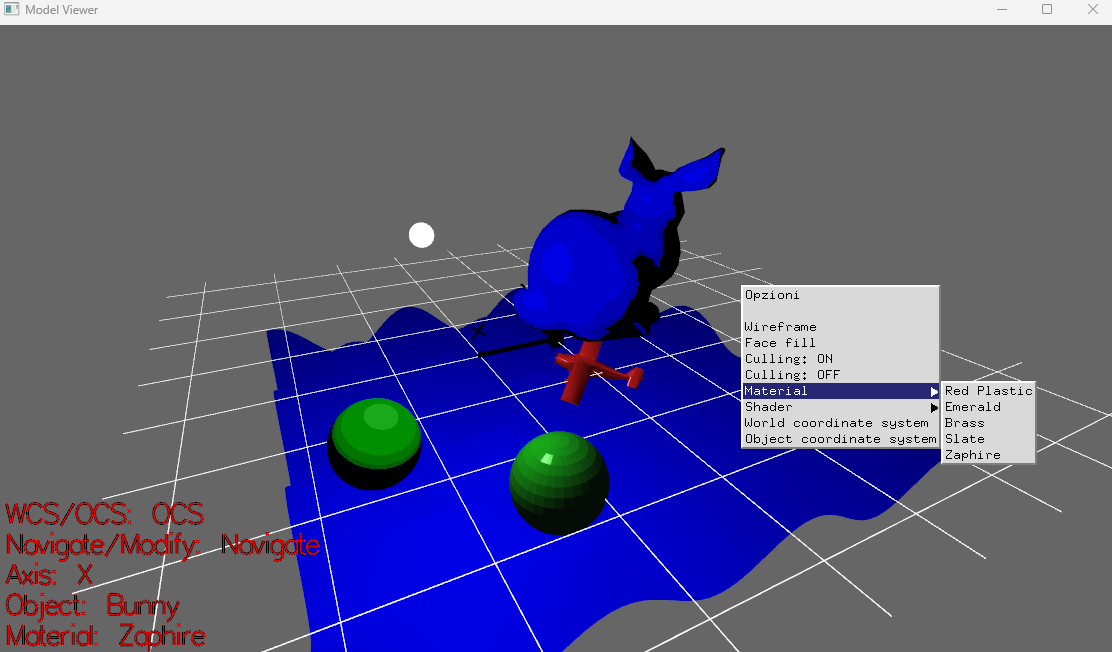 Model Viewer
X
Opzioni
Wireframe
Face fill
Culling: ON
Culling: OFF
Material
Shader
World coordinate system
Object coordinate system
Red Plastic
Emerald
Brass
Slate
Zaphire
WCS/OCS: OCS
Navigate/Modify: Navigate
Axis: X
Object: Bunny
Material: Zaphire